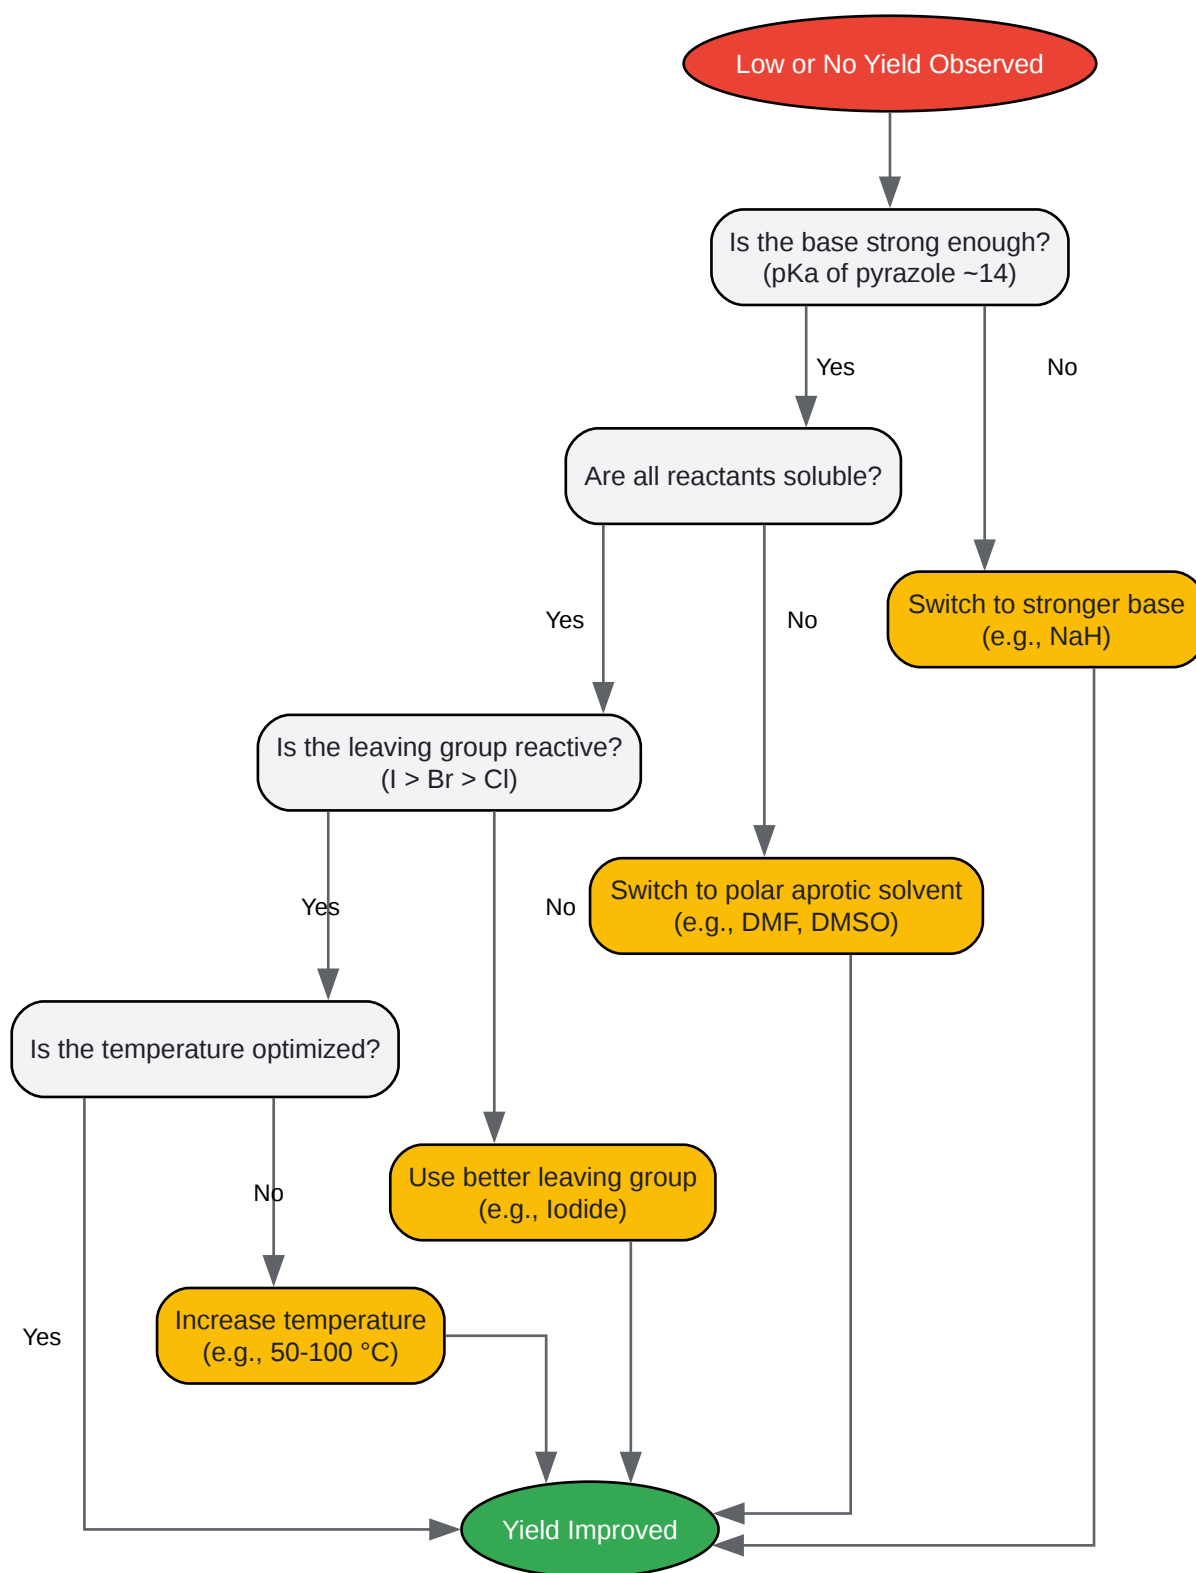 Low or No Yield Observed
Is the base strong enough?
(pKa of pyrazole ~14)
Yes
No
Are all reactants soluble?
Switch to stronger base
(e.g., NaH)
Yes
No
Is the leaving group reactive?
(I > Br > Cl)
Switch to polar aprotic solvent
(e.g., DMF, DMSO)
Yes
No
Is the temperature optimized?
Use better leaving group
(e.g., Iodide)
No
Increase temperature
(e.g., 50-100 °C)
Yes
Yield Improved